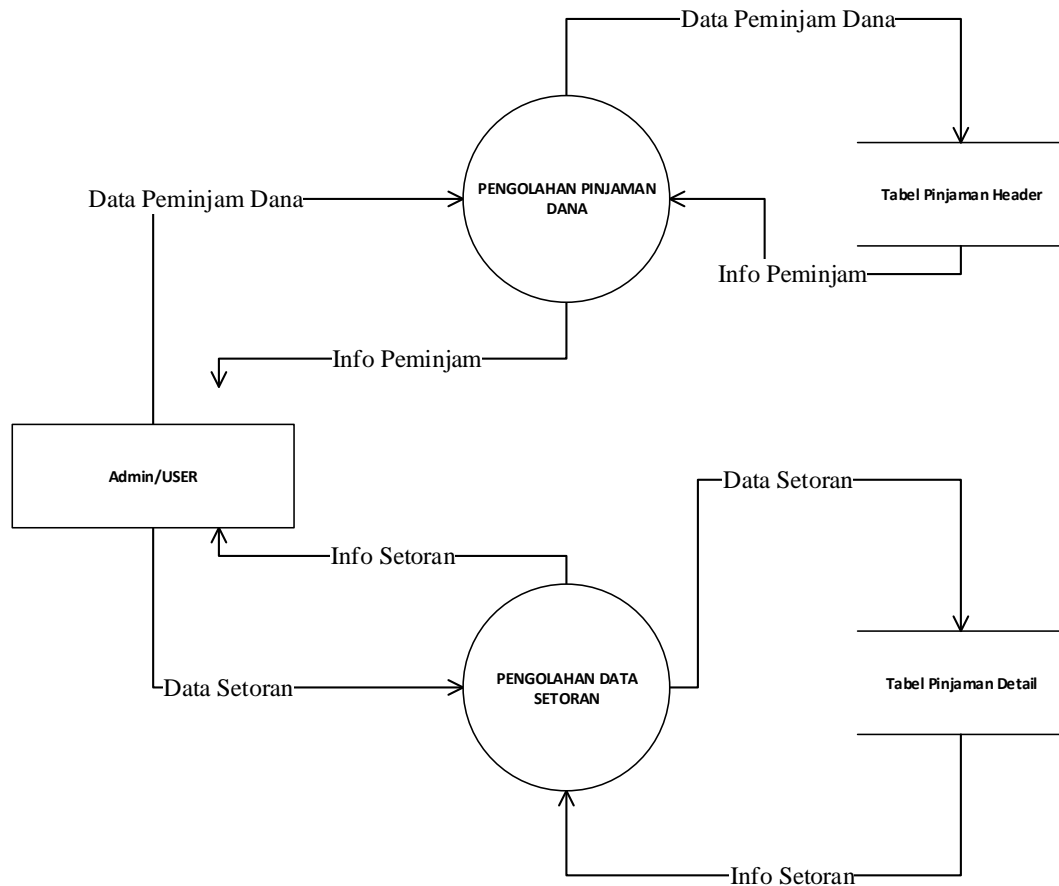 Data Peminjam Dana
PENGOLAHAN PINJAMAN
DANA
Tabel Pinjaman Header
Data Peminjam Dana
Info Peminjam
Info Peminjam
Admin/USER
Data Setoran
Info Setoran
PENGOLAHAN DATA
SETORAN
Tabel Pinjaman Detail
Data Setoran
Info Setoran